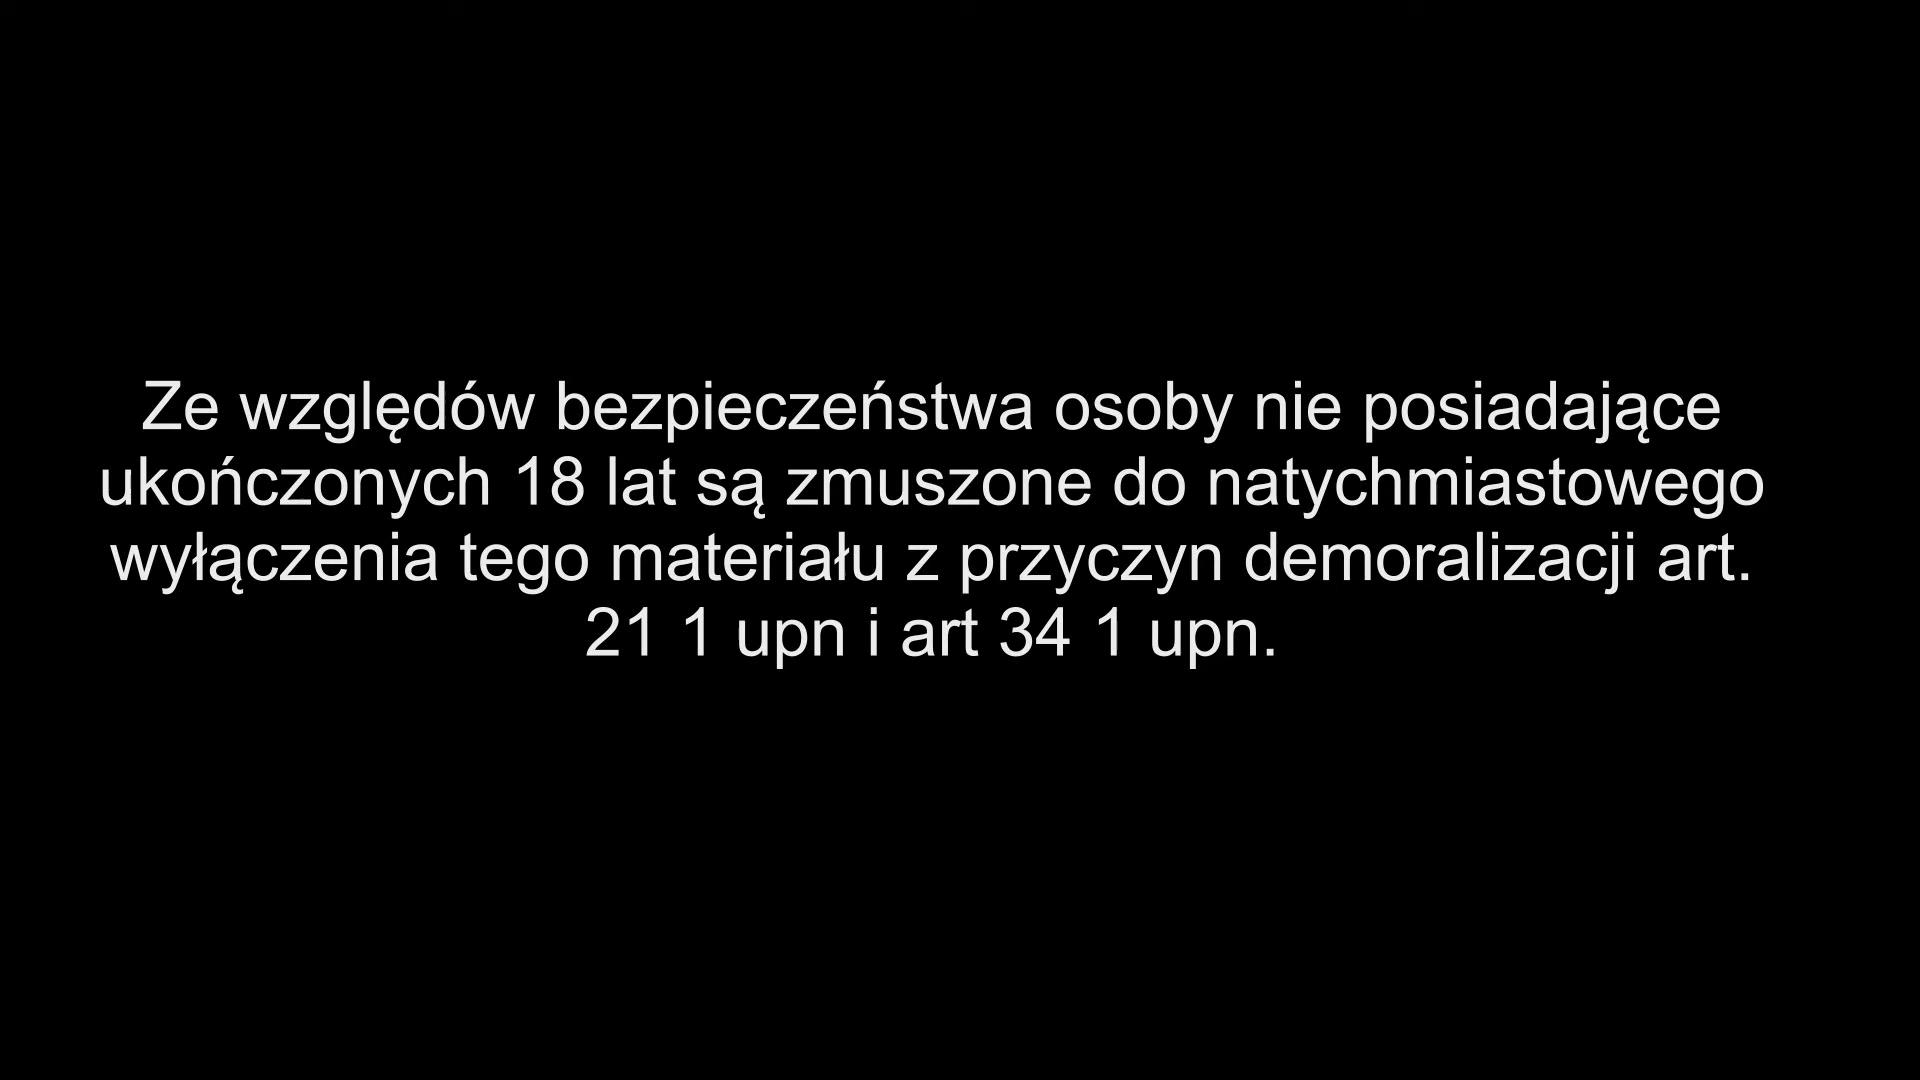 Ze względów bezpieczeństwa osoby nie posiadające
ukończonych 18 lat są zmuszone do natychmiastowego
wyłączenia tego materiału z przyczyn demoralizacji art.
21 1 upn i art 34 1 upn.